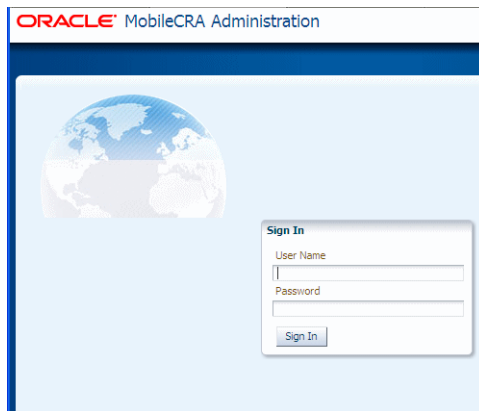 ORACLE® MobileCRA Administration
Sign In
User Name
Password
Sign In